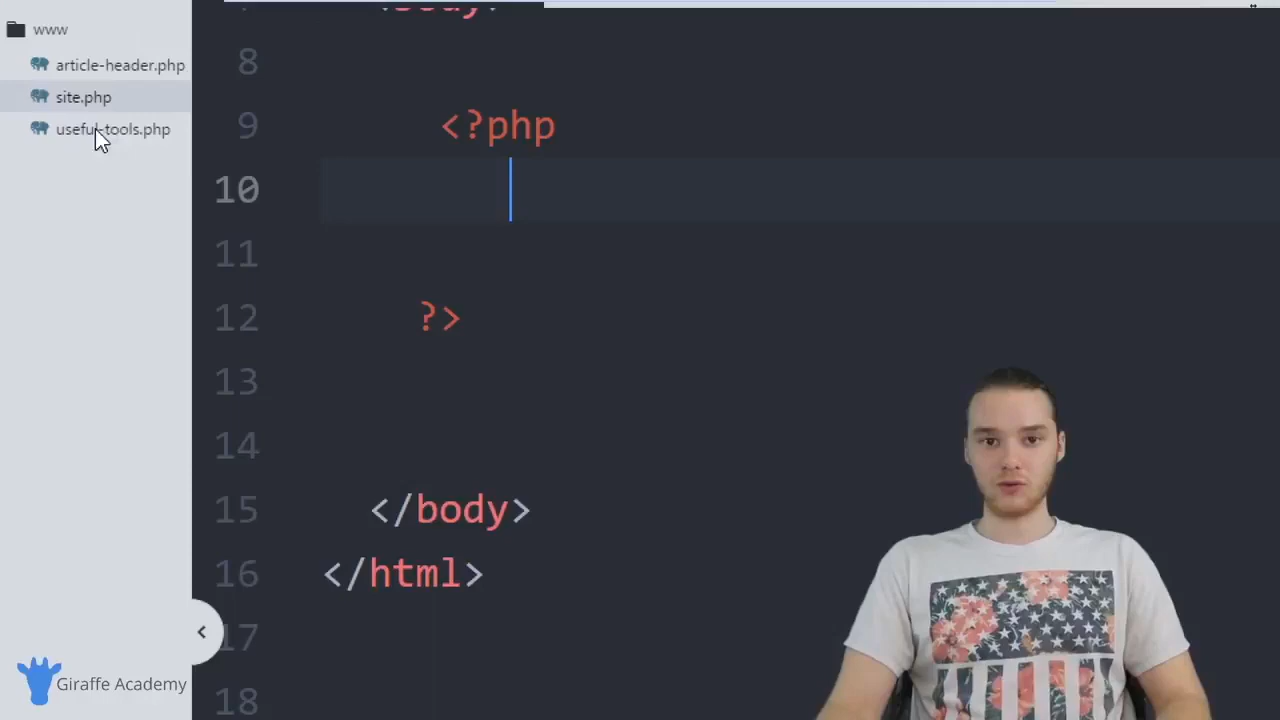 www
article-header.php
site.php
useful-tools.php
<body>
8
9 <?php
10
11
12 ?>
13
14
15 </body>
16 </html>
17
18
Giraffe Academy